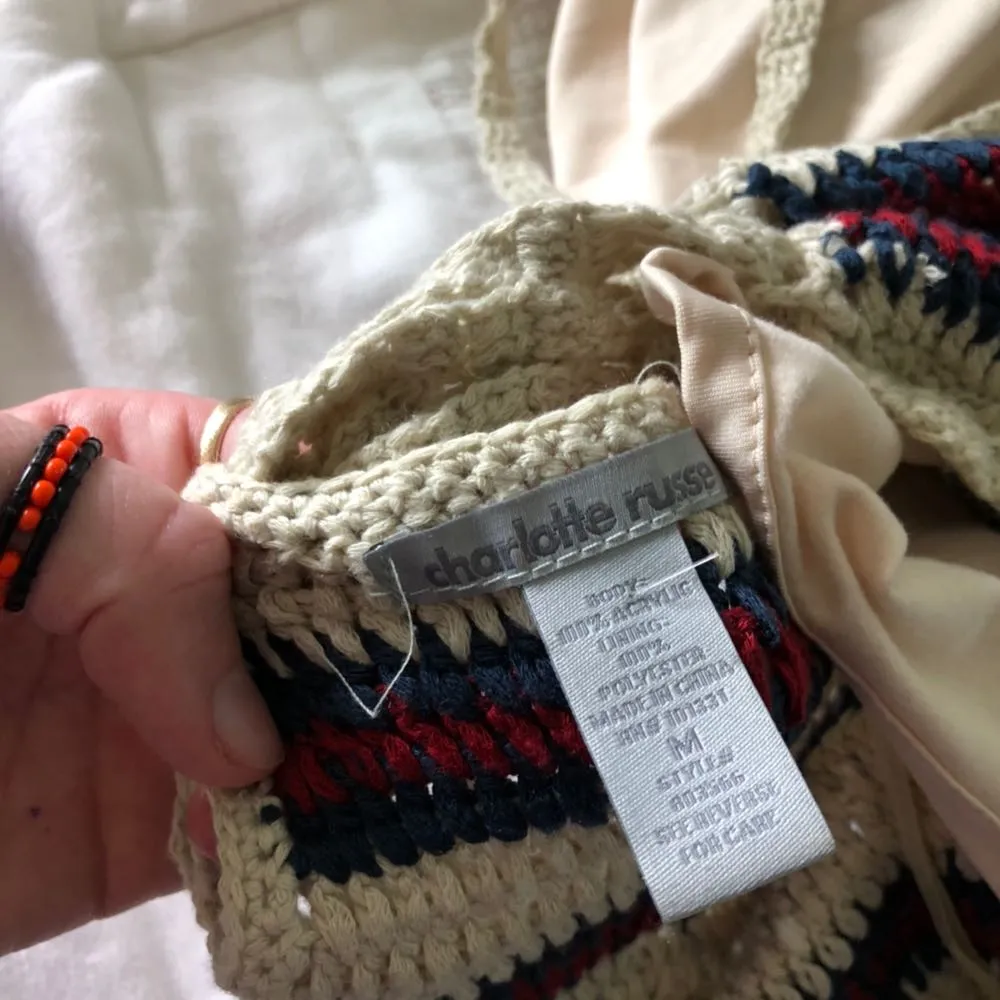 charlotte russe
BODY:
100% ACRYLIC
LINING:
100%
POLYESTER
MADE IN CHINA
RN# 101331
M
STYLE#
803566
SEE REVERSE
FOR CARE